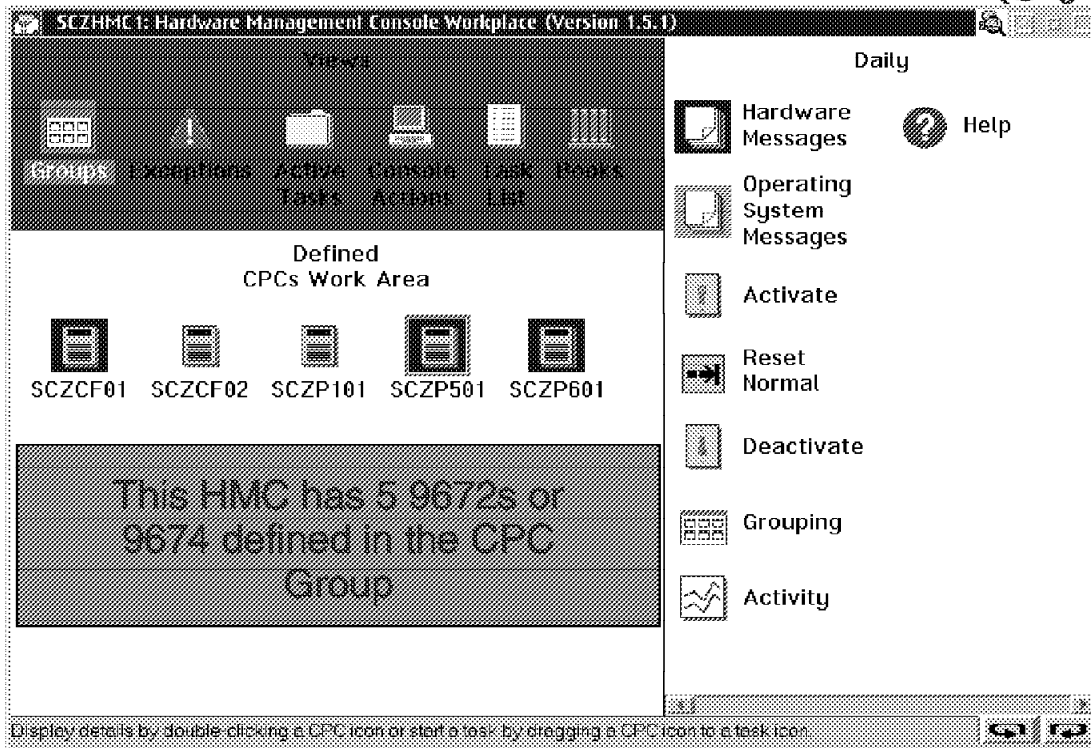 SCZHMC1: Hardware Management Console Workplace (Version 1.5.1)
Views
Groups
Exceptions
Active
Tasks
Console
Actions
Task
List
Books
Defined
CPCs Work Area
SCZCF01
SCZCF02
SCZP101
SCZP501
SCZP601
This HMC has 5 9672s or
9674 defined in the CPC
Group
Display details by double-clicking a CPC icon or start a task by dragging a CPC icon to a task icon
Daily
Hardware
Messages
Help
Operating
System
Messages
Activate
Reset
Normal
Deactivate
Grouping
Activity